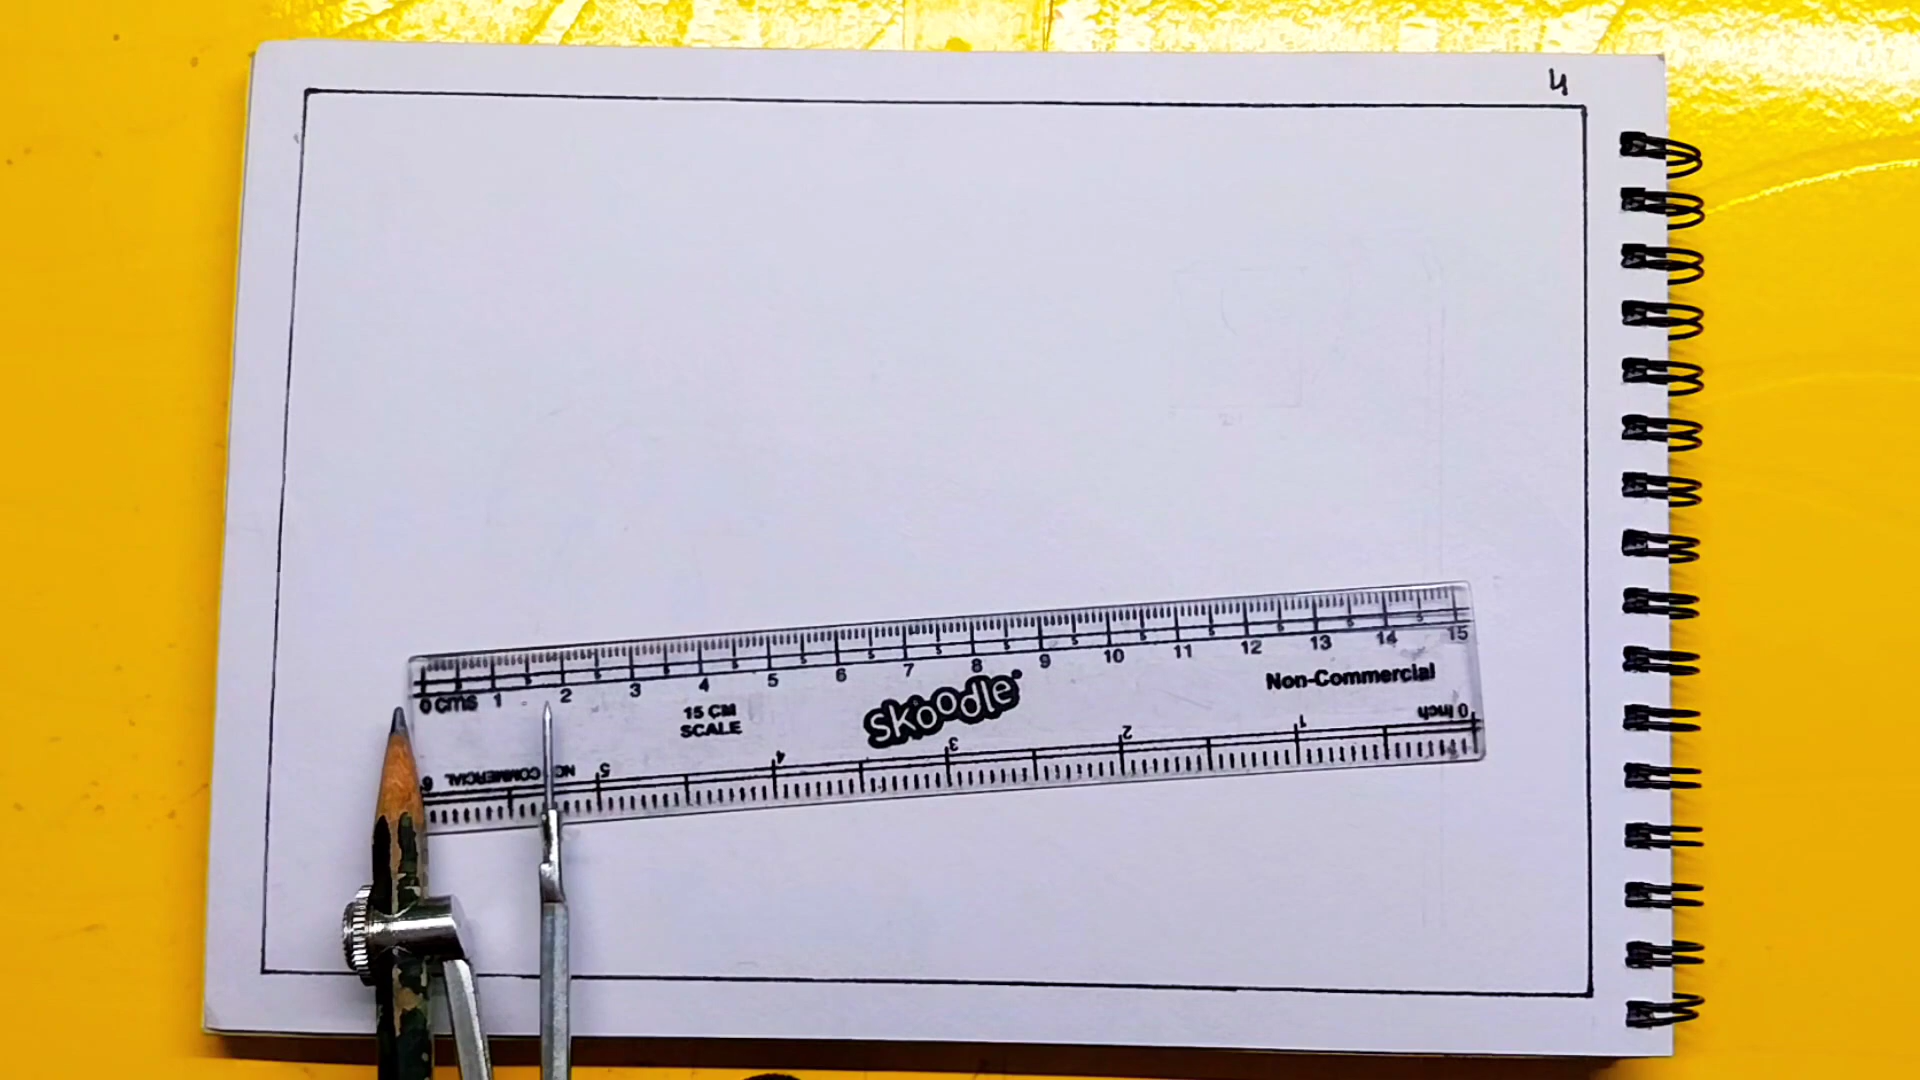 4
0 cms 1 2 3 4 5 6 7 8 9 10 11 12 13 14 15
15 CM
SCALE
Skoodle
Non-Commercial
0 Inch 1 2 3 4 5 6
NON COMMERCIAL